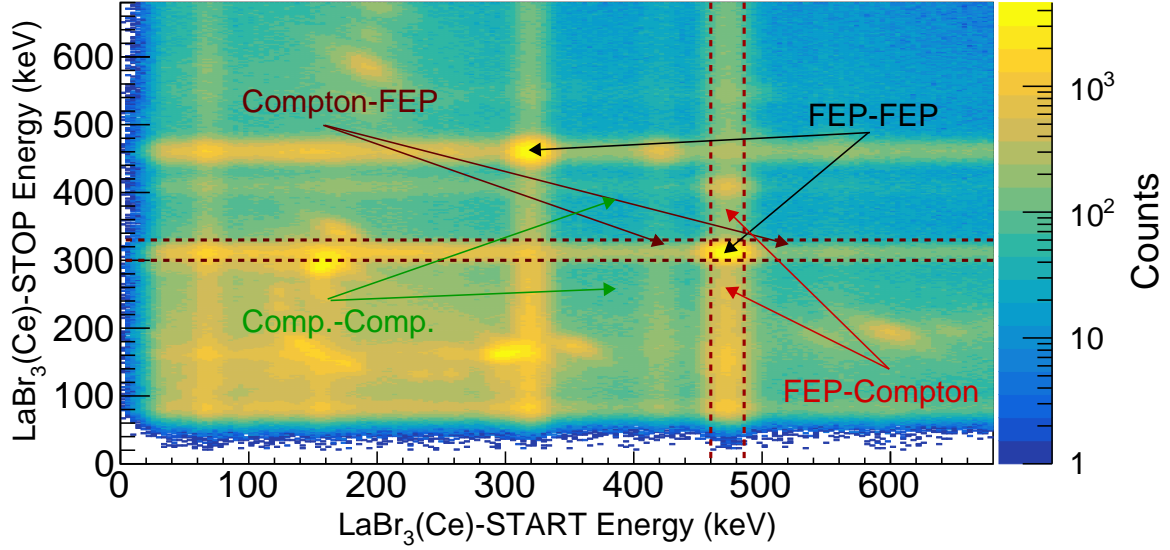 LaBr₃(Ce)-STOP Energy (keV)
600
500
400
300
200
100
0
Compton-FEP
FEP-FEP
Comp.-Comp.
FEP-Compton
0 100 200 300 400 500 600
LaBr₃(Ce)-START Energy (keV)
10³
10²
10
1
Counts